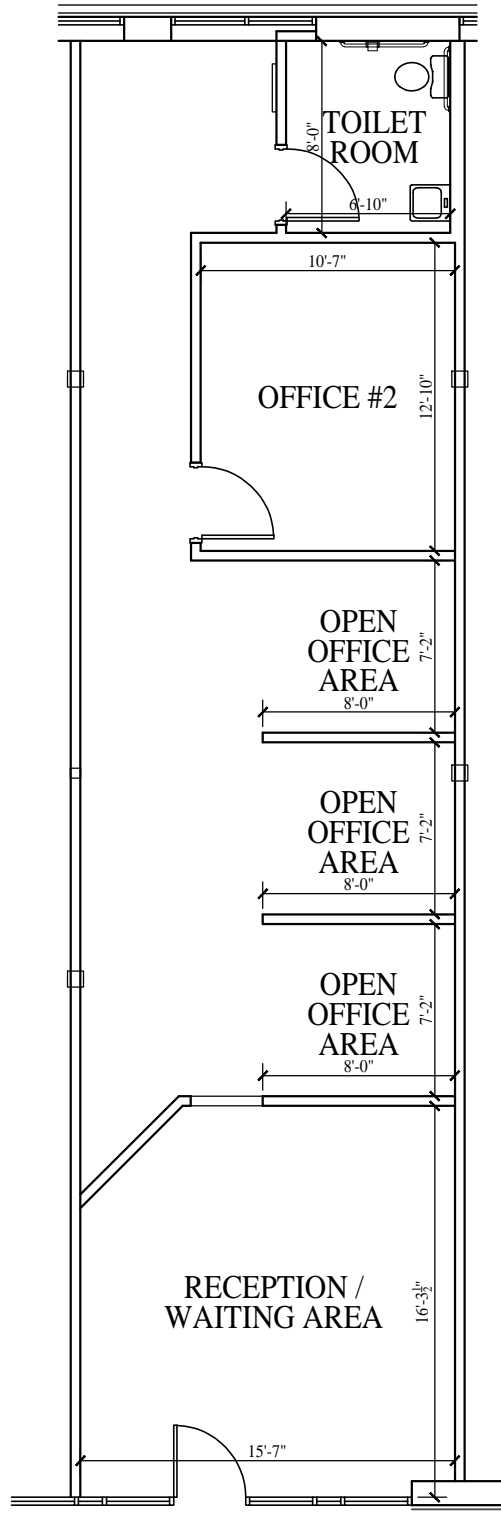 TOILET
ROOM
8'-0"
6'-10"
10'-7"
OFFICE #2
12'-10"
OPEN
OFFICE
AREA
7'-2"
8'-0"
OPEN
OFFICE
AREA
7'-2"
8'-0"
OPEN
OFFICE
AREA
7'-2"
8'-0"
RECEPTION /
WAITING AREA
16'-3½"
15'-7"